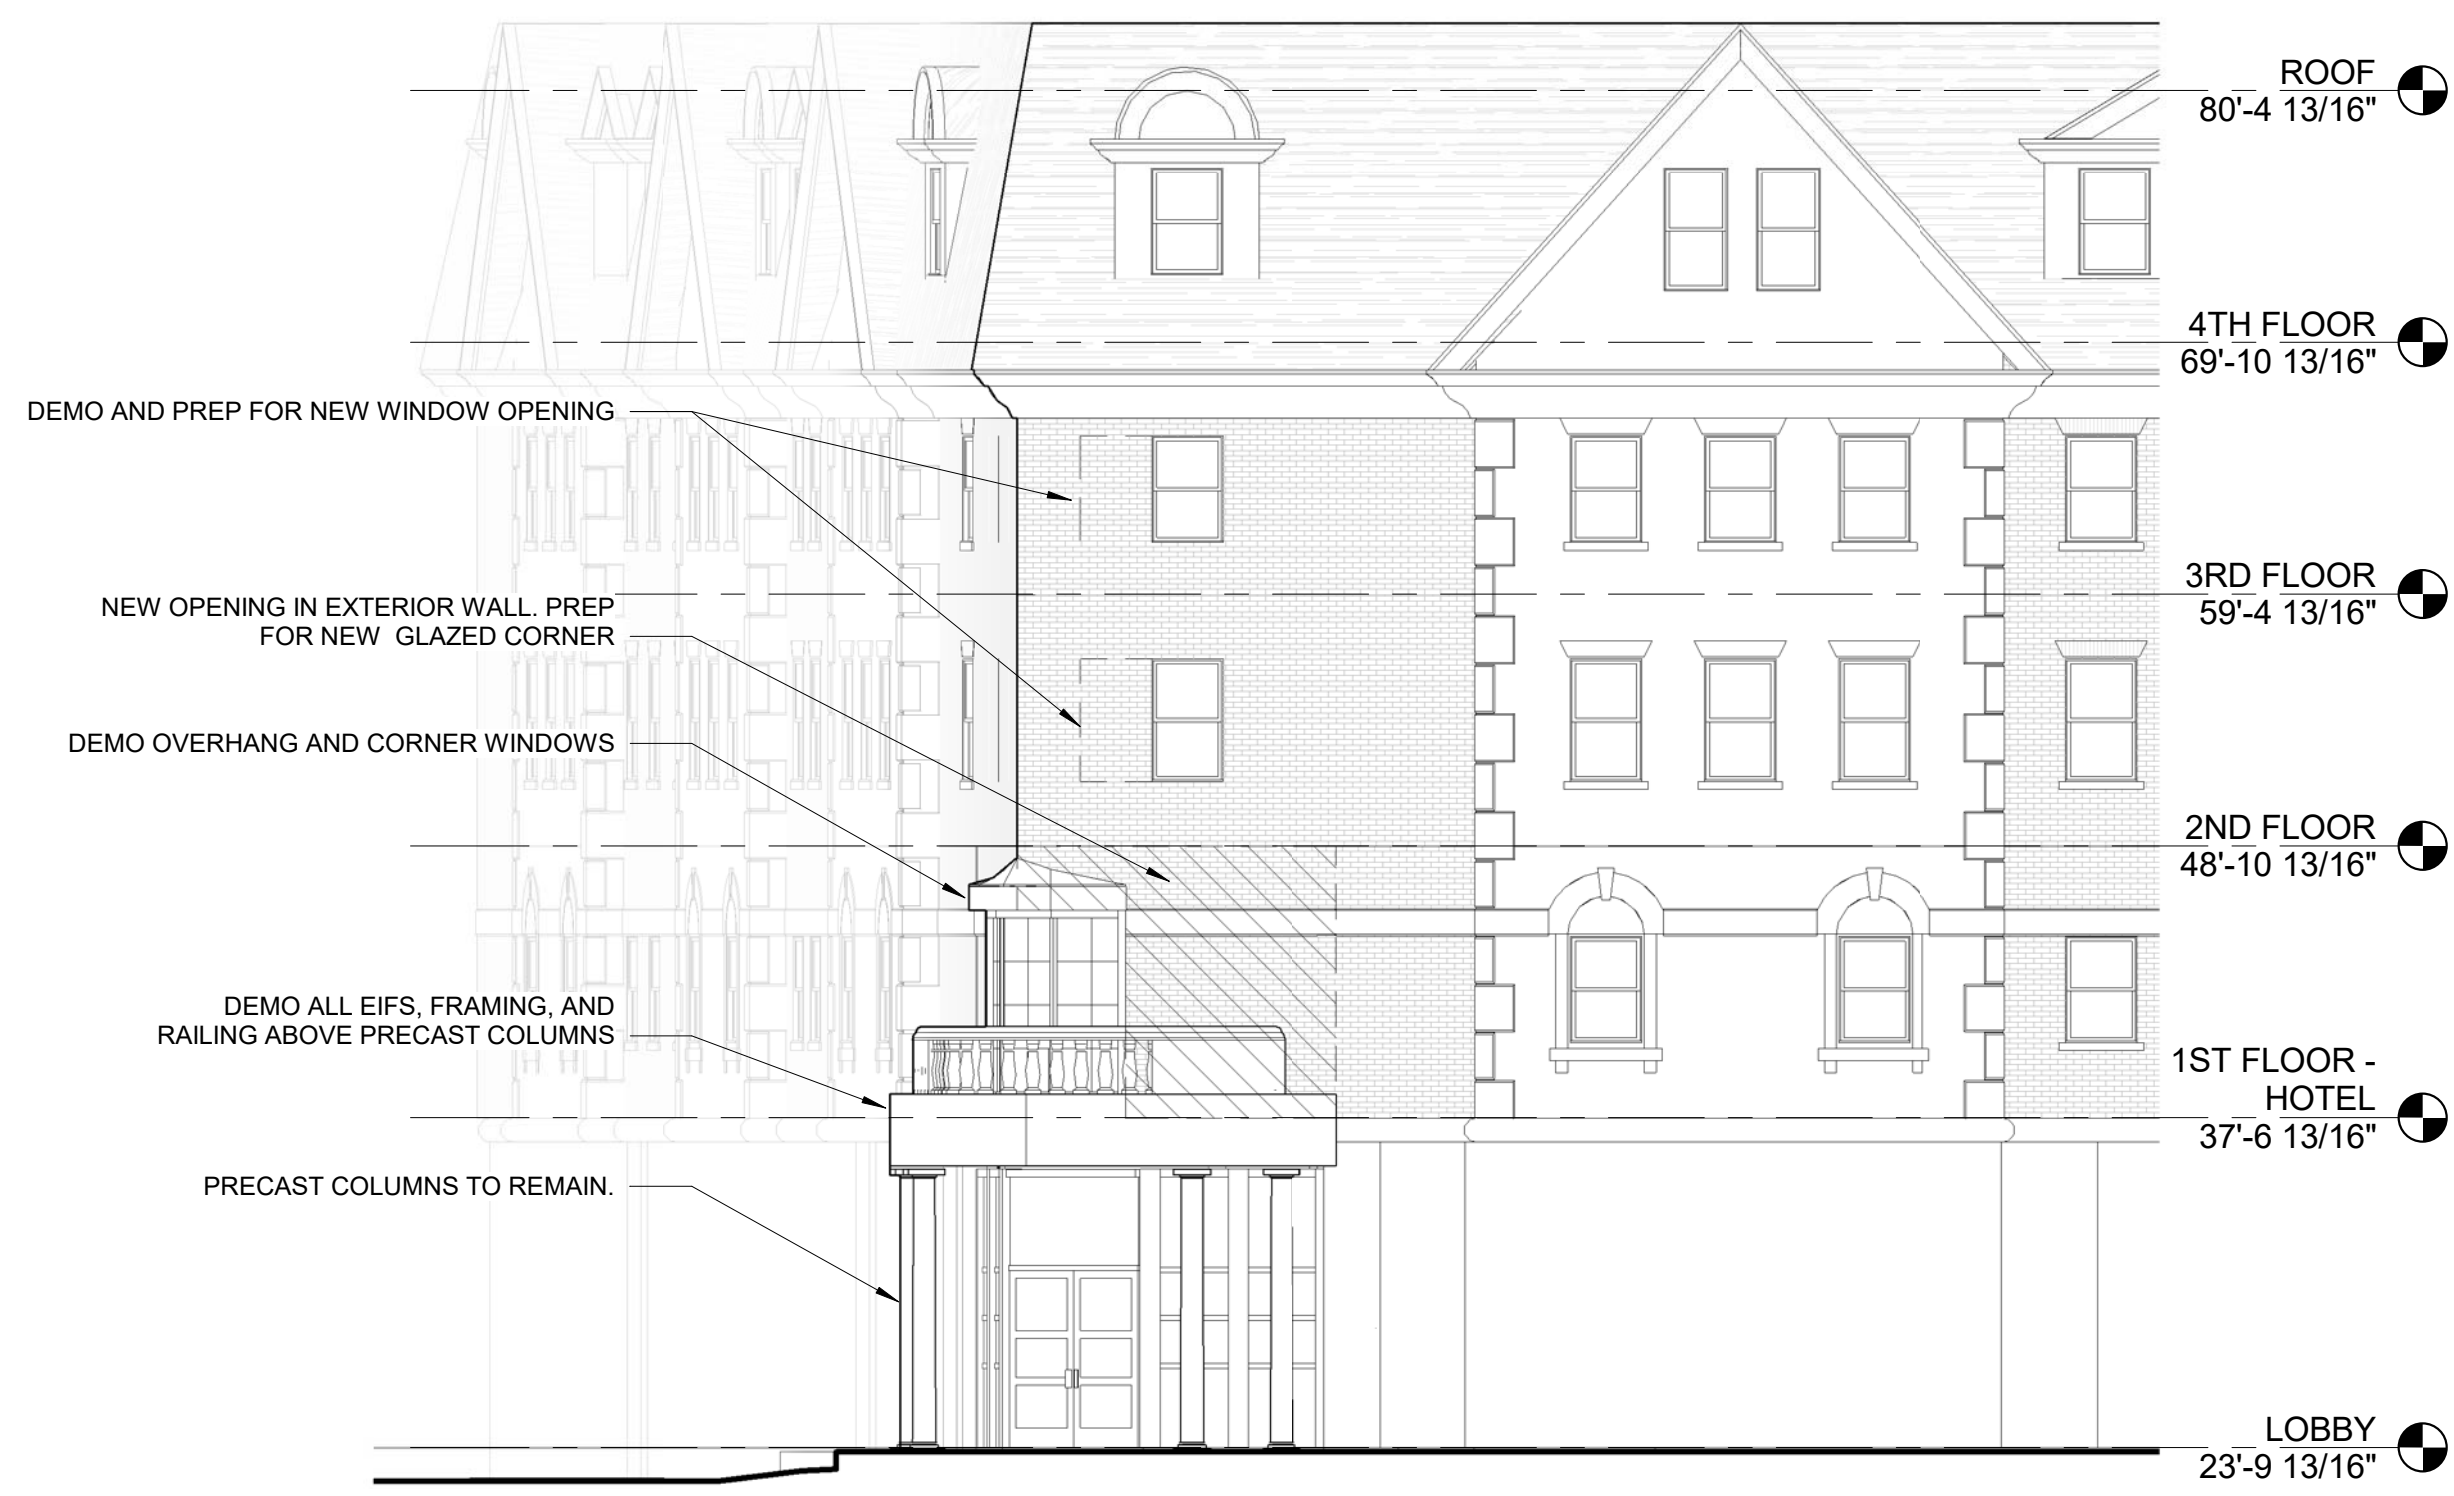 ROOF
80'-4 13/16"
4TH FLOOR
69'-10 13/16"
DEMO AND PREP FOR NEW WINDOW OPENING
3RD FLOOR
59'-4 13/16"
NEW OPENING IN EXTERIOR WALL. PREP
FOR NEW GLAZED CORNER
DEMO OVERHANG AND CORNER WINDOWS
2ND FLOOR
48'-10 13/16"
DEMO ALL EIFS, FRAMING, AND
RAILING ABOVE PRECAST COLUMNS
1ST FLOOR -
HOTEL
37'-6 13/16"
PRECAST COLUMNS TO REMAIN.
LOBBY
23'-9 13/16"